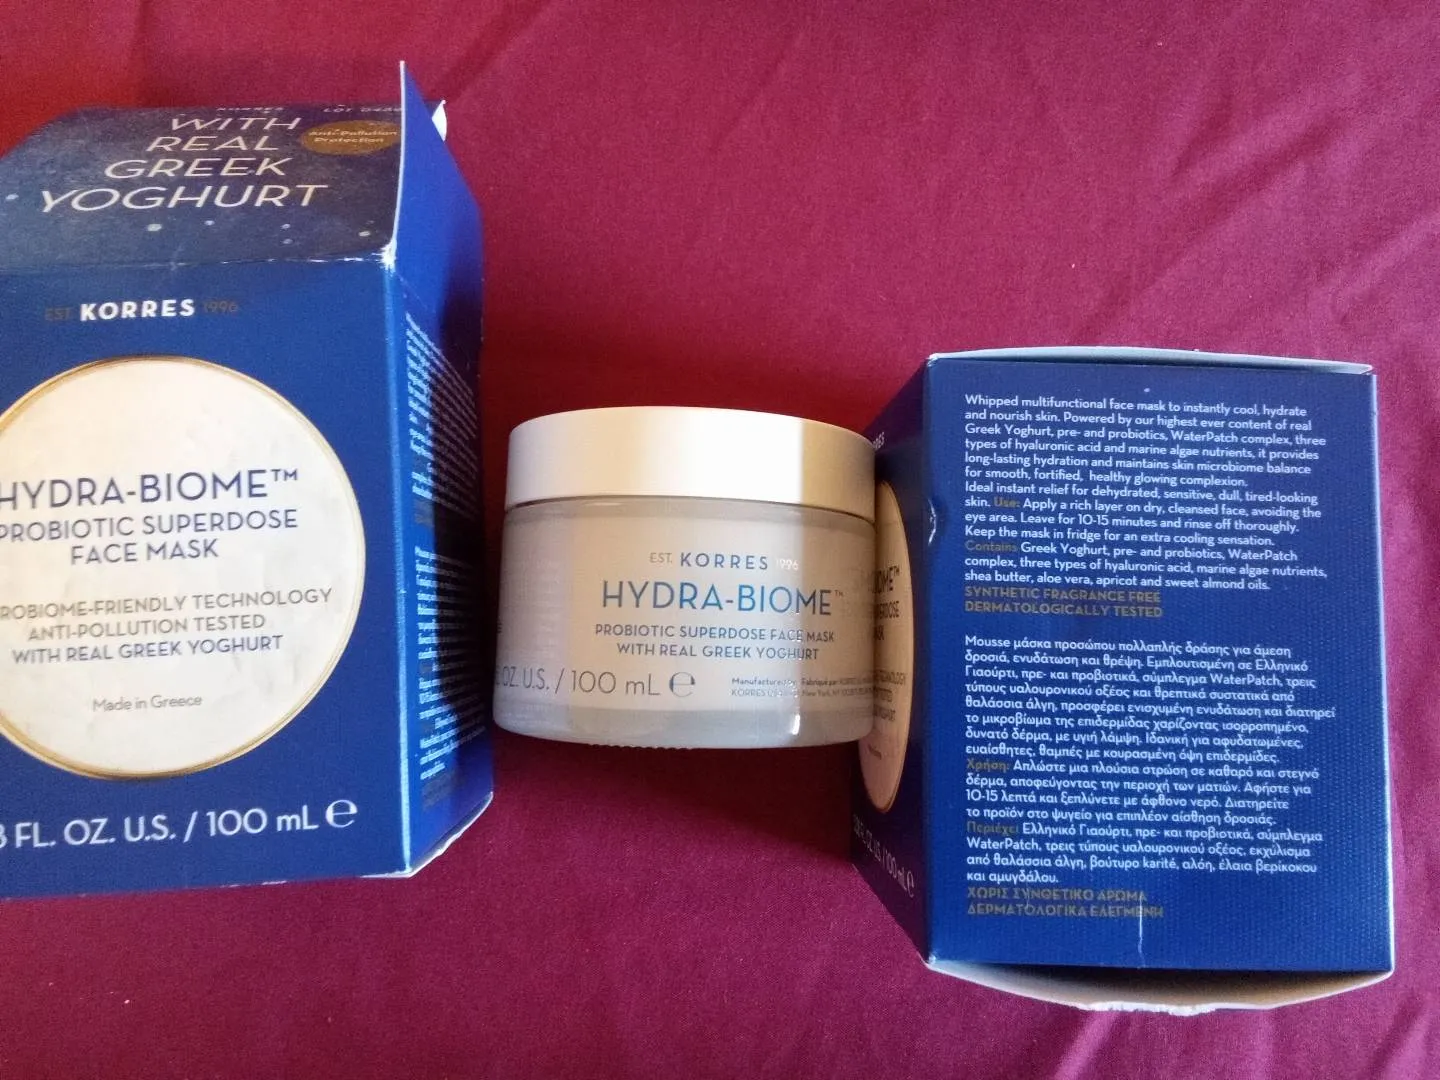 WITH
REAL
GREEK
YOGHURT
Anti-Pollution
Protection
EST. KORRES 1996
HYDRA-BIOME™
PROBIOTIC SUPERDOSE
FACE MASK
ROBIOME-FRIENDLY TECHNOLOGY
ANTI-POLLUTION TESTED
WITH REAL GREEK YOGHURT
Made in Greece
8 FL. OZ. U.S. / 100 mL ℮
EST. KORRES 1996
HYDRA-BIOME™
PROBIOTIC SUPERDOSE FACE MASK
WITH REAL GREEK YOGHURT
OZ. U.S. / 100 mL ℮
Whipped multifunctional face mask to instantly cool, hydrate
and nourish skin. Powered by our highest ever content of real
Greek Yoghurt, pre- and probiotics, WaterPatch complex, three
types of hyaluronic acid and marine algae nutrients, it provides
long-lasting hydration and maintains skin microbiome balance
for smooth, fortified, healthy glowing complexion.
Ideal instant relief for dehydrated, sensitive, dull, tired-looking
skin. Use: Apply a rich layer on dry, cleansed face, avoiding the
eye area. Leave for 10-15 minutes and rinse off thoroughly.
Keep the mask in fridge for an extra cooling sensation.
Contains Greek Yoghurt, pre- and probiotics, WaterPatch
complex, three types of hyaluronic acid, marine algae nutrients,
shea butter, aloe vera, apricot and sweet almond oils.
SYNTHETIC FRAGRANCE FREE
DERMATOLOGICALLY TESTED
Mousse μάσκα προσώπου πολλαπλής δράσης για άμεση
δροσιά, ενυδάτωση και θρέψη. Εμπλουτισμένη σε Ελληνικό
Γιαούρτι, πρε- και προβιοτικά, σύμπλεγμα WaterPatch, τρεις
τύπους υαλουρονικού οξέος και θρεπτικά συστατικά από
θαλάσσια άλγη, προσφέρει ενισχυμένη ενυδάτωση και διατηρεί
το μικροβίωμα της επιδερμίδας χαρίζοντας ισορροπημένο,
δυνατό δέρμα, με υγιή λάμψη. Ιδανική για αφυδατωμένες,
ευαίσθητες, θαμπές με κουρασμένη όψη επιδερμίδες.
Χρήση: Απλώστε μια πλούσια στρώση σε καθαρό και στεγνό
δέρμα, αποφεύγοντας την περιοχή των ματιών. Αφήστε για
10-15 λεπτά και ξεπλύνετε με άφθονο νερό. Διατηρείτε
το προϊόν στο ψυγείο για επιπλέον αίσθηση δροσιάς.
Περιέχει Ελληνικό Γιαούρτι, πρε- και προβιοτικά, σύμπλεγμα
WaterPatch, τρεις τύπους υαλουρονικού οξέος, εκχύλισμα
από θαλάσσια άλγη, βούτυρο karité, αλόη, έλαια βερίκοκου
και αμυγδάλου.
ΧΩΡΙΣ ΣΥΝΘΕΤΙΚΟ ΑΡΩΜΑ
ΔΕΡΜΑΤΟΛΟΓΙΚΑ ΕΛΕΓΜΕΝΗ